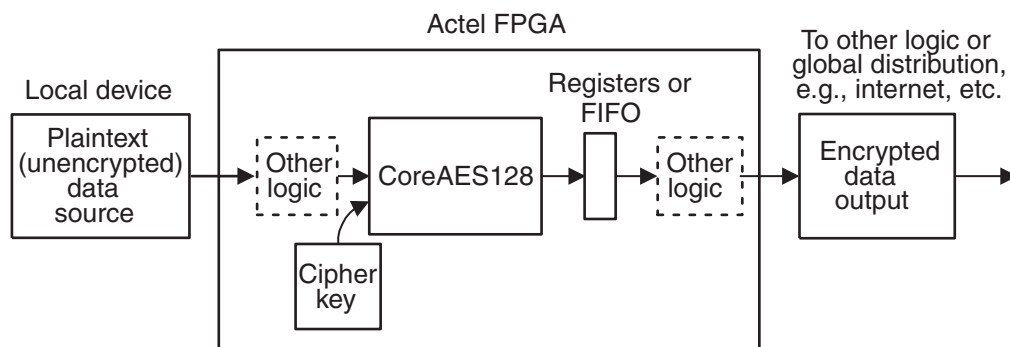 Actel FPGA
Local device
Plaintext
(unencrypted)
data
source
Other
logic
Cipher
key
CoreAES128
Registers or
FIFO
Other
logic
To other logic or
global distribution,
e.g., internet, etc.
Encrypted
data
output